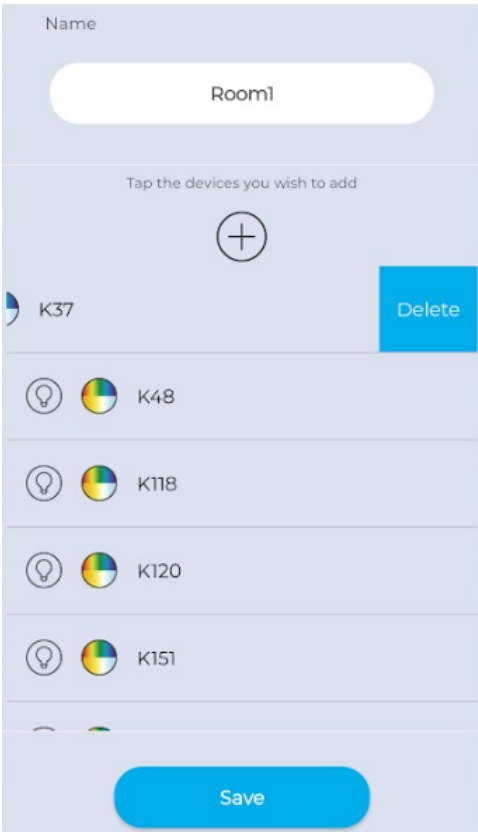 Name
Room1
Tap the devices you wish to add
K37 Delete
K48
K118
K120
K151
Save